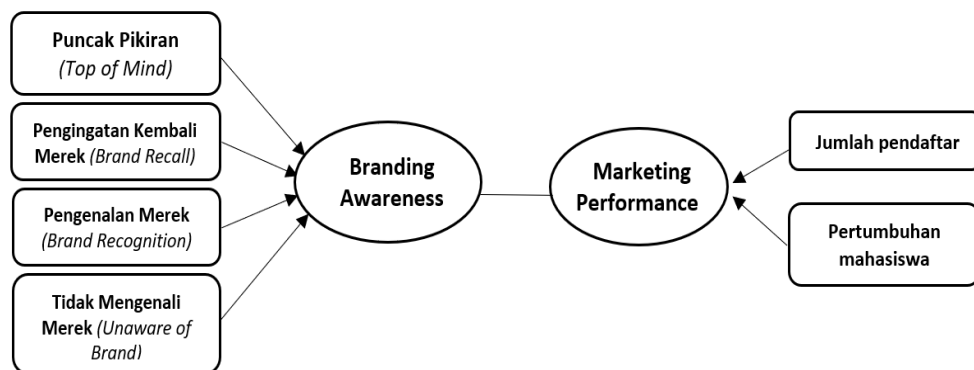 Puncak Pikiran
(Top of Mind)
Pengingatan Kembali
Merek (Brand Recall)
Pengenalan Merek
(Brand Recognition)
Tidak Mengenali
Merek (Unaware of
Brand)
Branding
Awareness
Marketing
Performance
Jumlah pendaftar
Pertumbuhan
mahasiswa